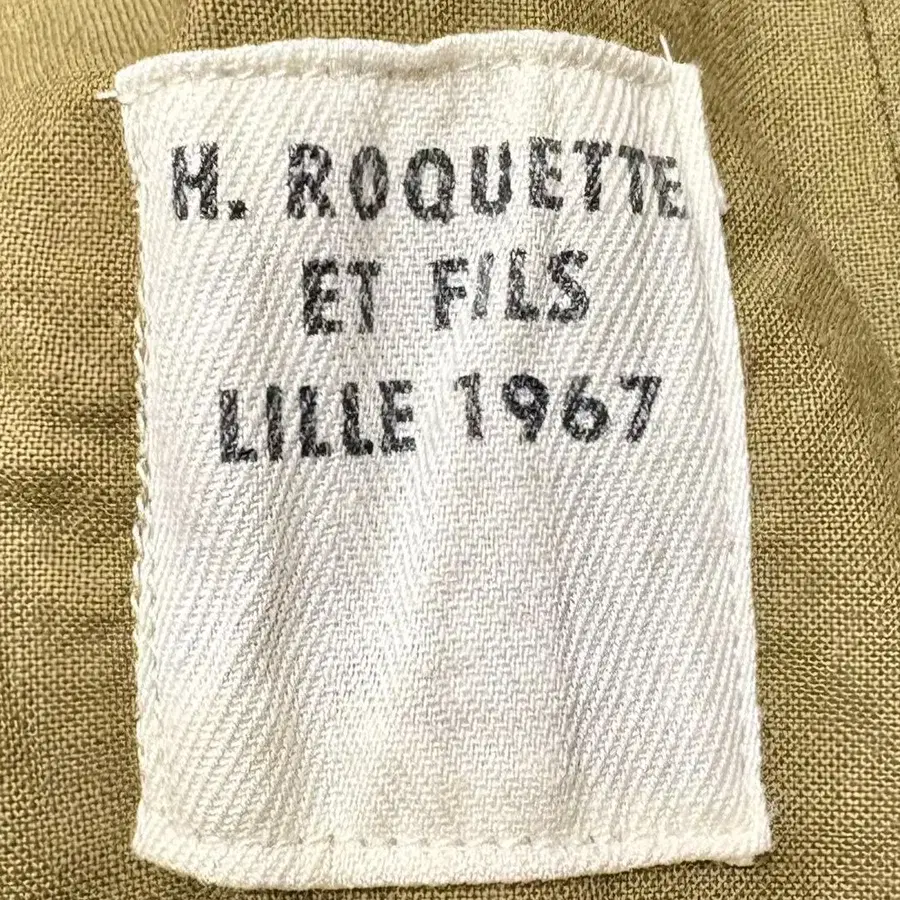 H. ROQUETTE
ET FILS
LILLE 1967